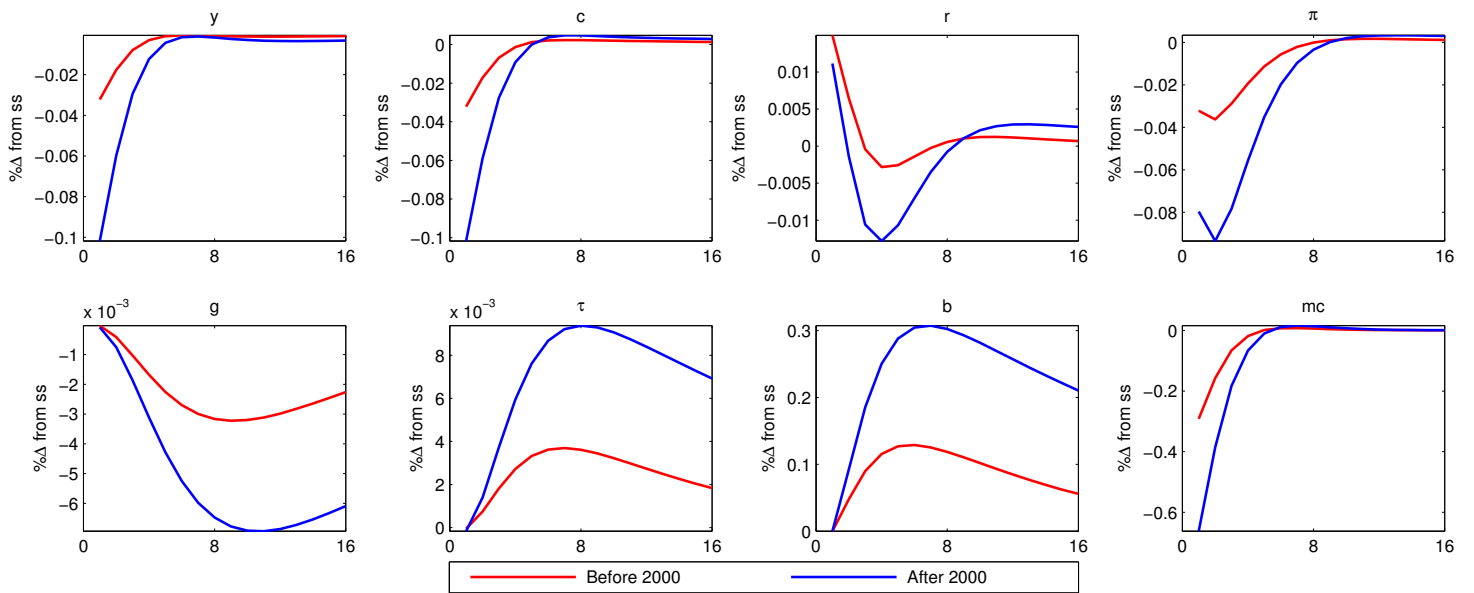 y
c
r
π
%Δ from ss
−0.02
−0.04
−0.06
−0.08
−0.1
0 8 16
%Δ from ss
0
−0.02
−0.04
−0.06
−0.08
−0.1
0 8 16
%Δ from ss
0.01
0.005
0
−0.005
−0.01
0 8 16
%Δ from ss
0
−0.02
−0.04
−0.06
−0.08
0 8 16
g
τ
b
mc
x 10⁻³
%Δ from ss
−1
−2
−3
−4
−5
−6
0 8 16
x 10⁻³
%Δ from ss
8
6
4
2
0
0 8 16
%Δ from ss
0.3
0.2
0.1
0
0 8 16
%Δ from ss
0
−0.2
−0.4
−0.6
0 8 16
Before 2000
After 2000